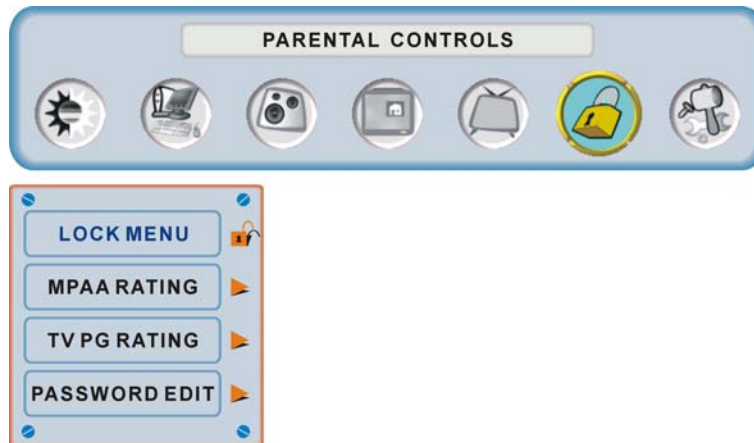 PARENTAL CONTROLS
LOCK MENU
MPAA RATING
TV PG RATING
PASSWORD EDIT